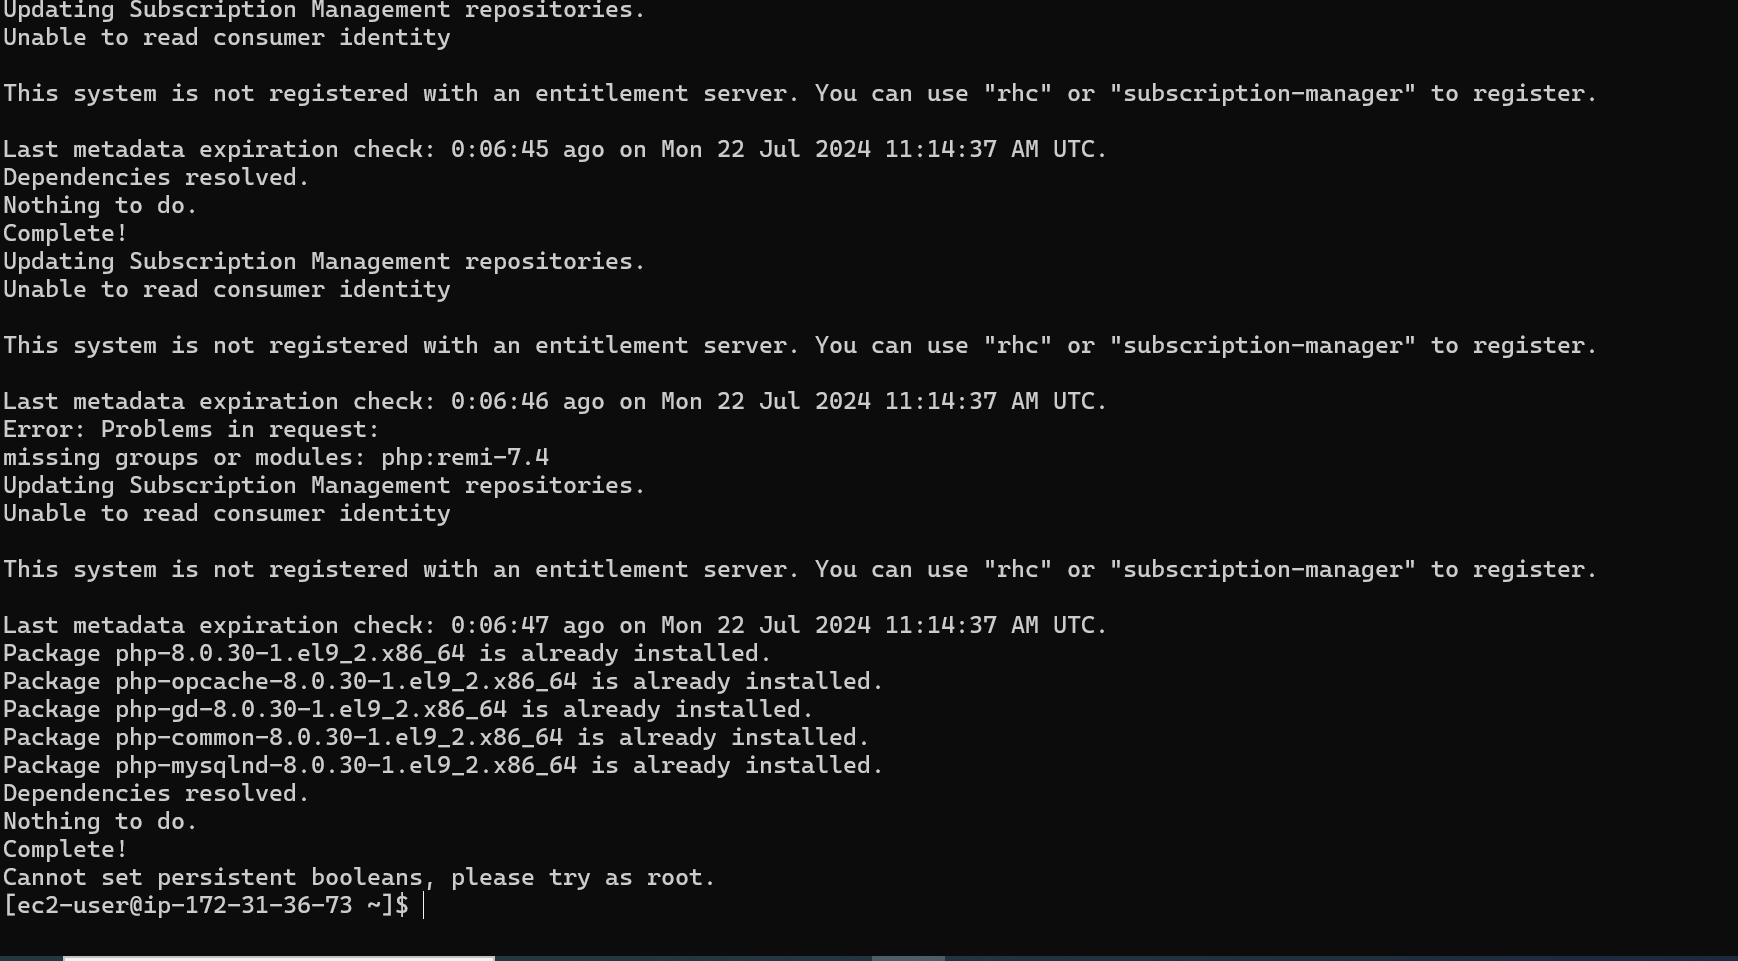 Updating Subscription Management repositories.
Unable to read consumer identity
This system is not registered with an entitlement server. You can use "rhc" or "subscription-manager" to register.
Last metadata expiration check: 0:06:45 ago on Mon 22 Jul 2024 11:14:37 AM UTC.
Dependencies resolved.
Nothing to do.
Complete!
Updating Subscription Management repositories.
Unable to read consumer identity
This system is not registered with an entitlement server. You can use "rhc" or "subscription-manager" to register.
Last metadata expiration check: 0:06:46 ago on Mon 22 Jul 2024 11:14:37 AM UTC.
Error: Problems in request:
missing groups or modules: php:remi-7.4
Updating Subscription Management repositories.
Unable to read consumer identity
This system is not registered with an entitlement server. You can use "rhc" or "subscription-manager" to register.
Last metadata expiration check: 0:06:47 ago on Mon 22 Jul 2024 11:14:37 AM UTC.
Package php-8.0.30-1.el9_2.x86_64 is already installed.
Package php-opcache-8.0.30-1.el9_2.x86_64 is already installed.
Package php-gd-8.0.30-1.el9_2.x86_64 is already installed.
Package php-common-8.0.30-1.el9_2.x86_64 is already installed.
Package php-mysqlnd-8.0.30-1.el9_2.x86_64 is already installed.
Dependencies resolved.
Nothing to do.
Complete!
Cannot set persistent booleans, please try as root.
[ec2-user@ip-172-31-36-73 ~]$